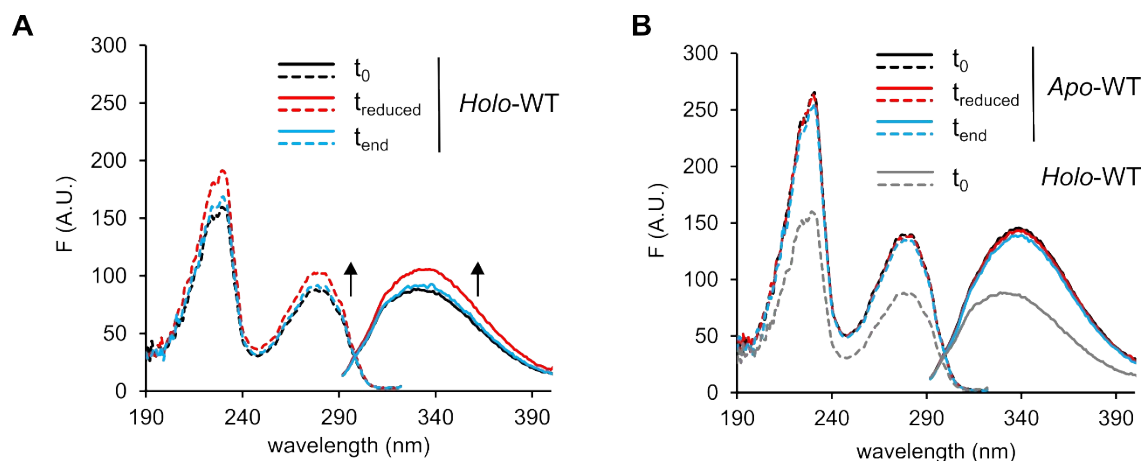 A
300
250
200
150
100
50
0
F (A.U.)
190 240 290 340 390
wavelength (nm)
t0
treduced
tend
Holo-WT
B
300
250
200
150
100
50
0
F (A.U.)
190 240 290 340 390
wavelength (nm)
t0
treduced
tend
Apo-WT
t0 Holo-WT